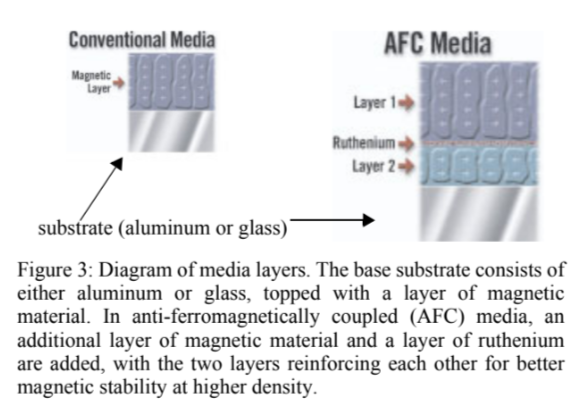 Conventional Media
Magnetic
Layer
AFC Media
Layer 1
Ruthenium
Layer 2
substrate (aluminum or glass)
Figure 3: Diagram of media layers. The base substrate consists of
either aluminum or glass, topped with a layer of magnetic
material. In anti-ferromagnetically coupled (AFC) media, an
additional layer of magnetic material and a layer of ruthenium
are added, with the two layers reinforcing each other for better
magnetic stability at higher density.